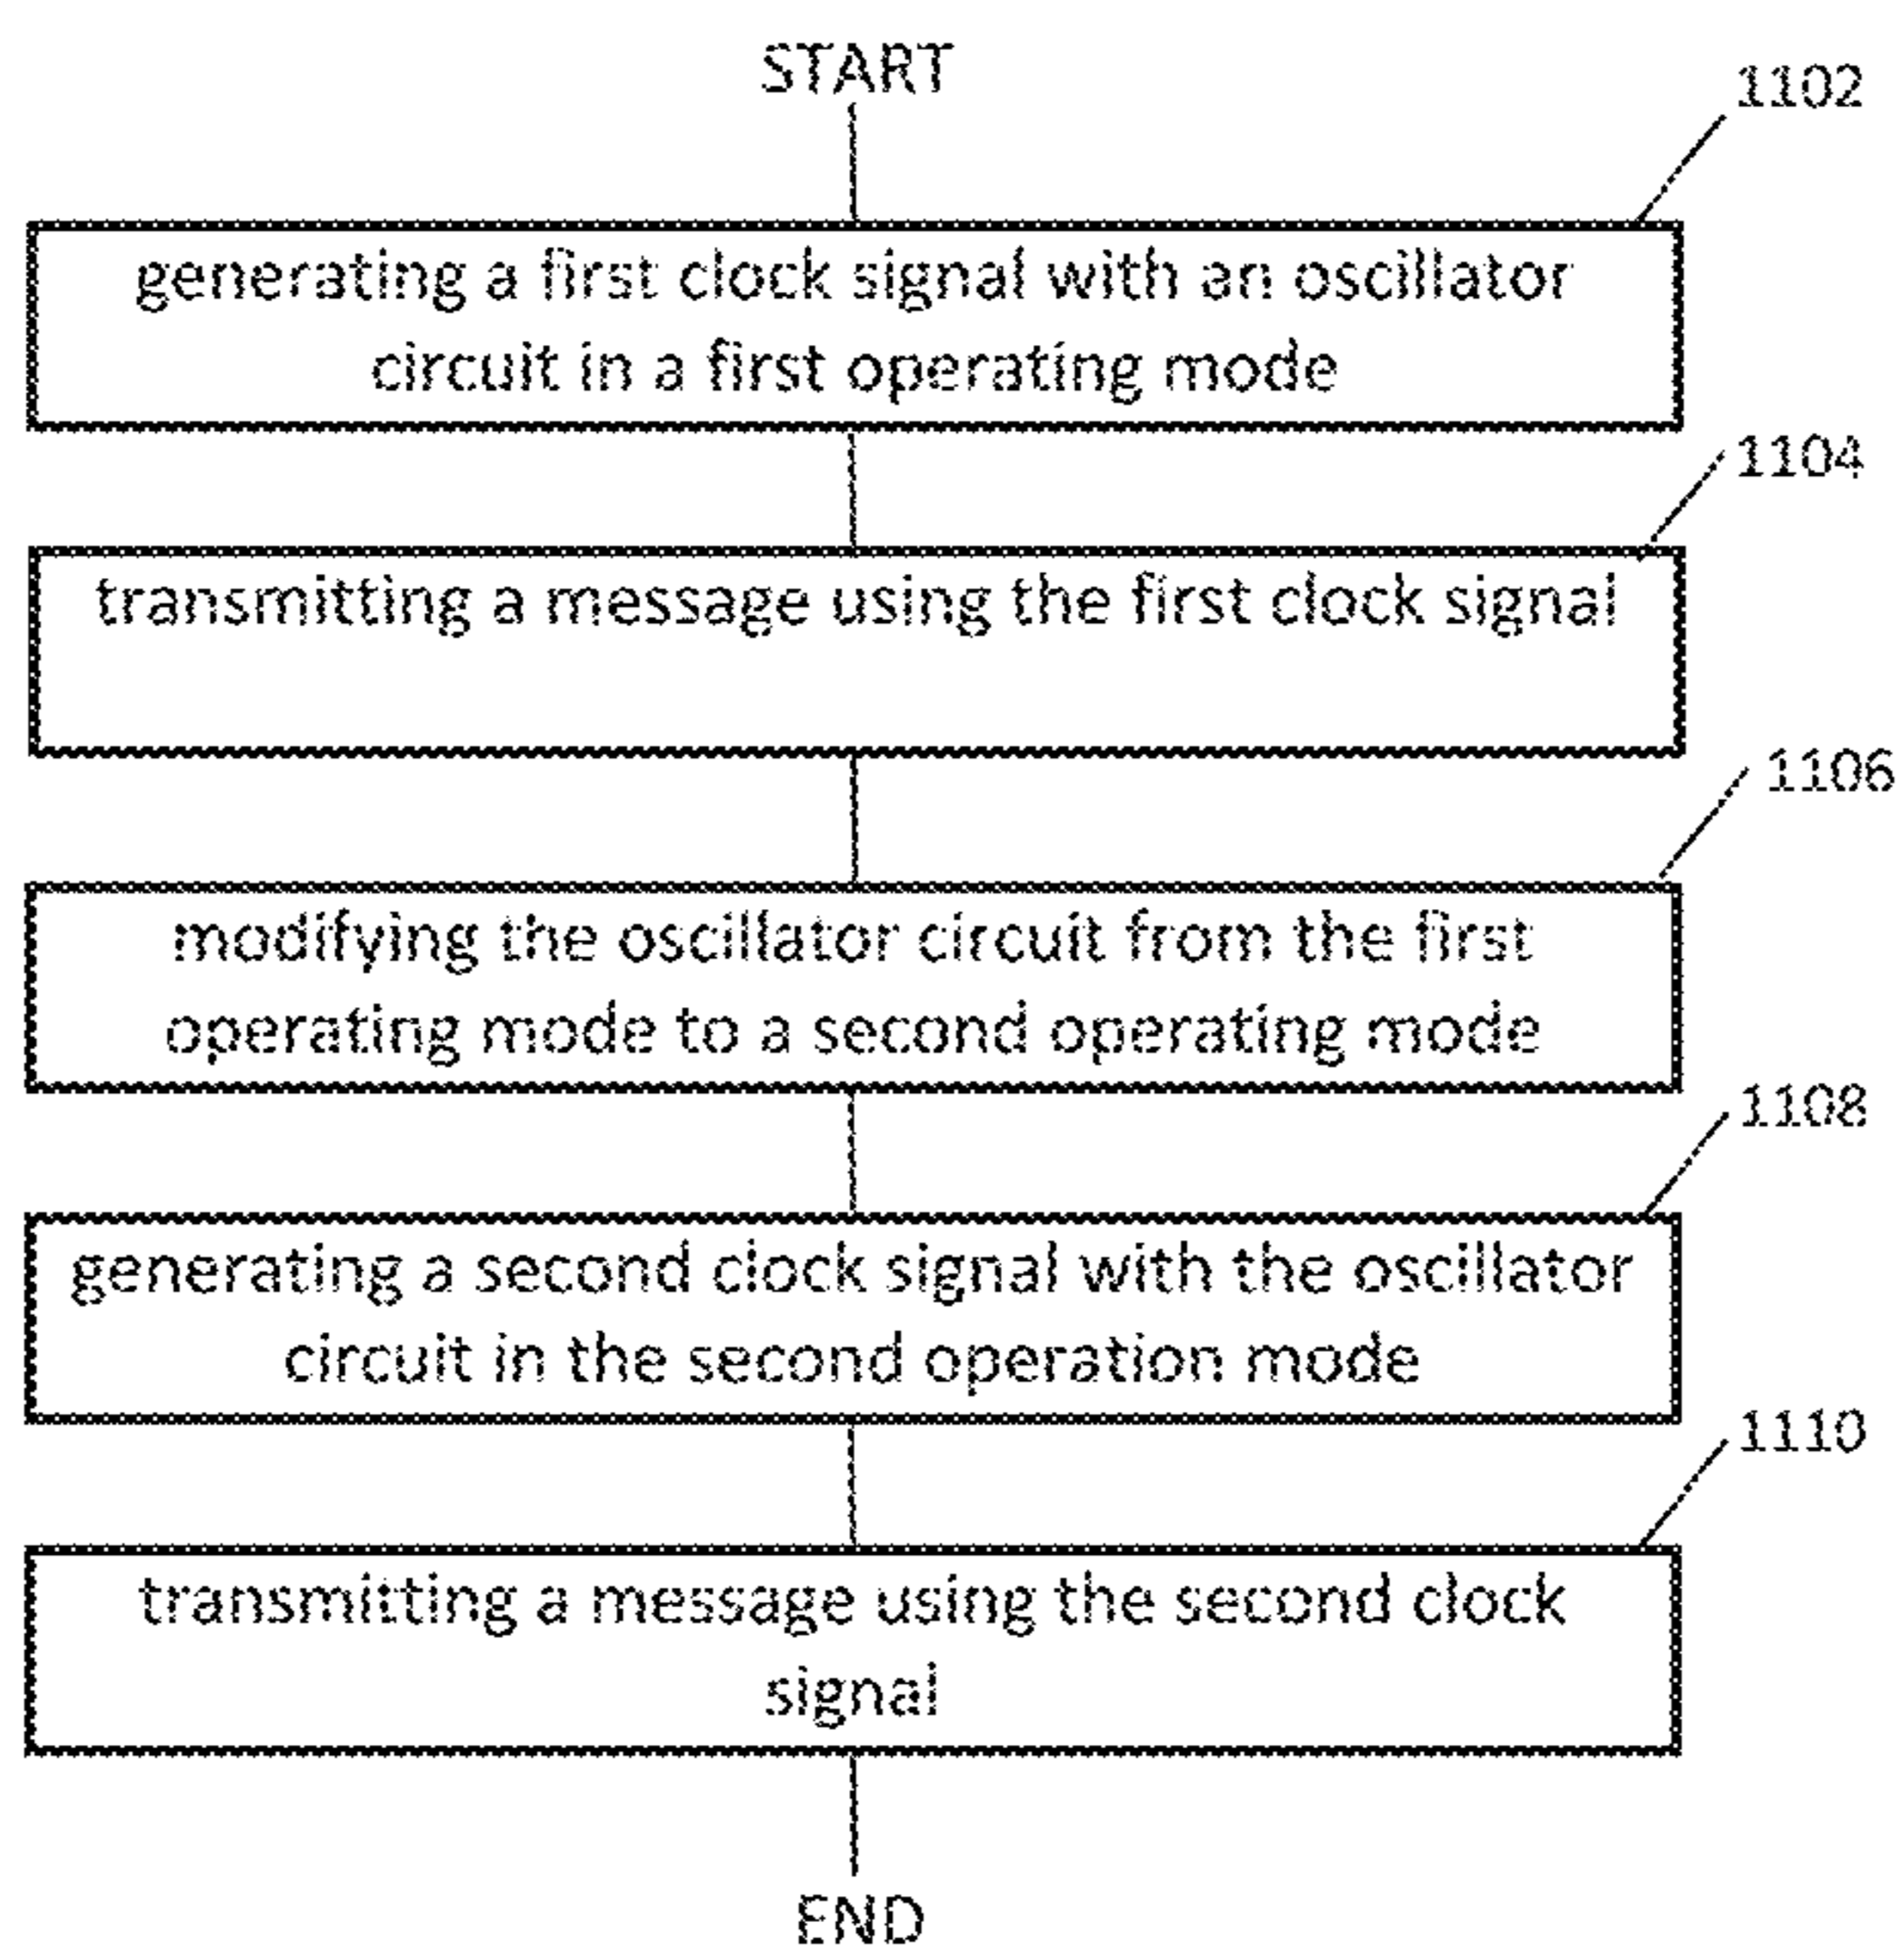 START
1102
generating a first clock signal with an oscillator
circuit in a first operating mode
1104
transmitting a message using the first clock signal
1106
modifying the oscillator circuit from the first
operating mode to a second operating mode
1108
generating a second clock signal with the oscillator
circuit in the second operation mode
1110
transmitting a message using the second clock
signal
END